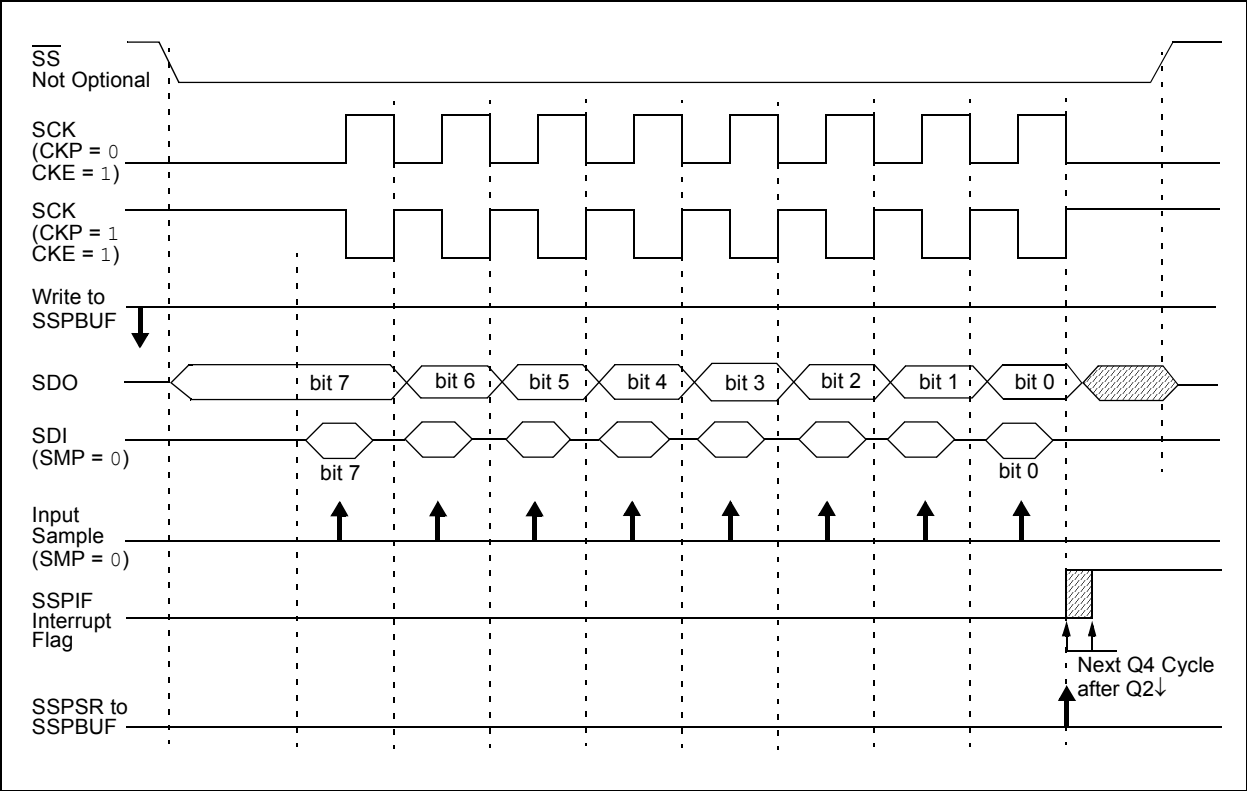 SS
Not Optional
SCK
(CKP = 0
CKE = 1)
SCK
(CKP = 1
CKE = 1)
Write to
SSPBUF
SDO
bit 7 bit 6 bit 5 bit 4 bit 3 bit 2 bit 1 bit 0
SDI
(SMP = 0)
bit 7 bit 0
Input
Sample
(SMP = 0)
SSPIF
Interrupt
Flag
Next Q4 Cycle
after Q2↓
SSPSR to
SSPBUF